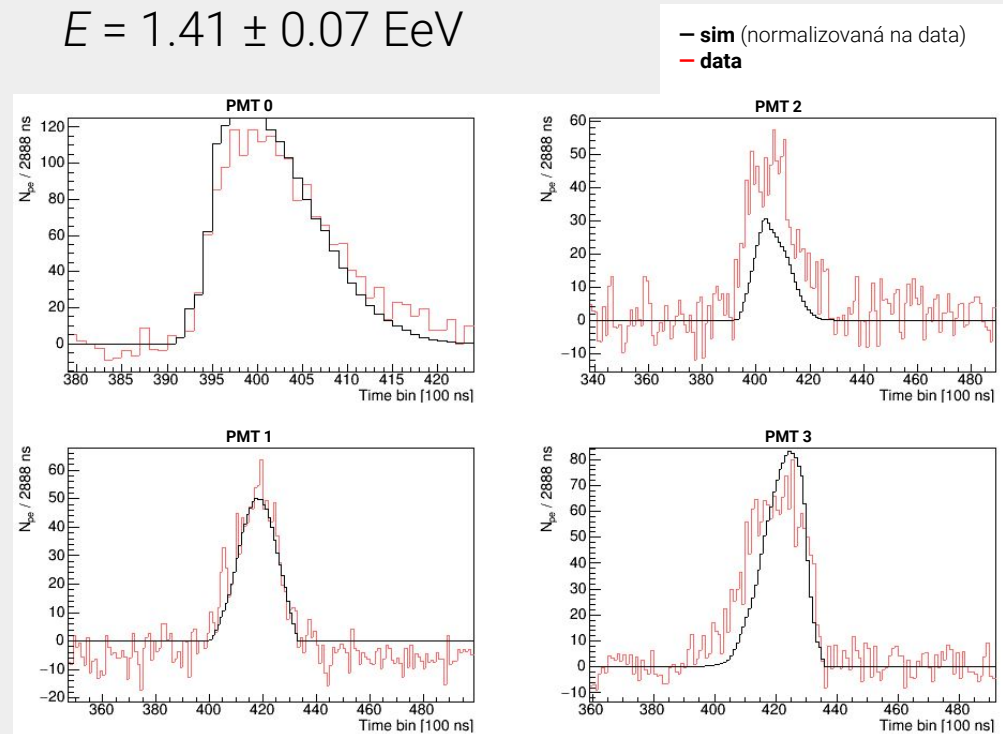 E = 1.41 ± 0.07 EeV
– sim (normalizovaná na data)
– data
PMT 0
N_pe / 2888 ns
120
100
80
60
40
20
0
380 385 390 395 400 405 410 415 420
Time bin [100 ns]
PMT 2
N_pe / 2888 ns
60
50
40
30
20
10
0
−10
340 360 380 400 420 440 460 480
Time bin [100 ns]
PMT 1
N_pe / 2888 ns
60
50
40
30
20
10
0
−10
−20
360 380 400 420 440 460 480
Time bin [100 ns]
PMT 3
N_pe / 2888 ns
80
70
60
50
40
30
20
10
0
−10
360 380 400 420 440 460 480
Time bin [100 ns]